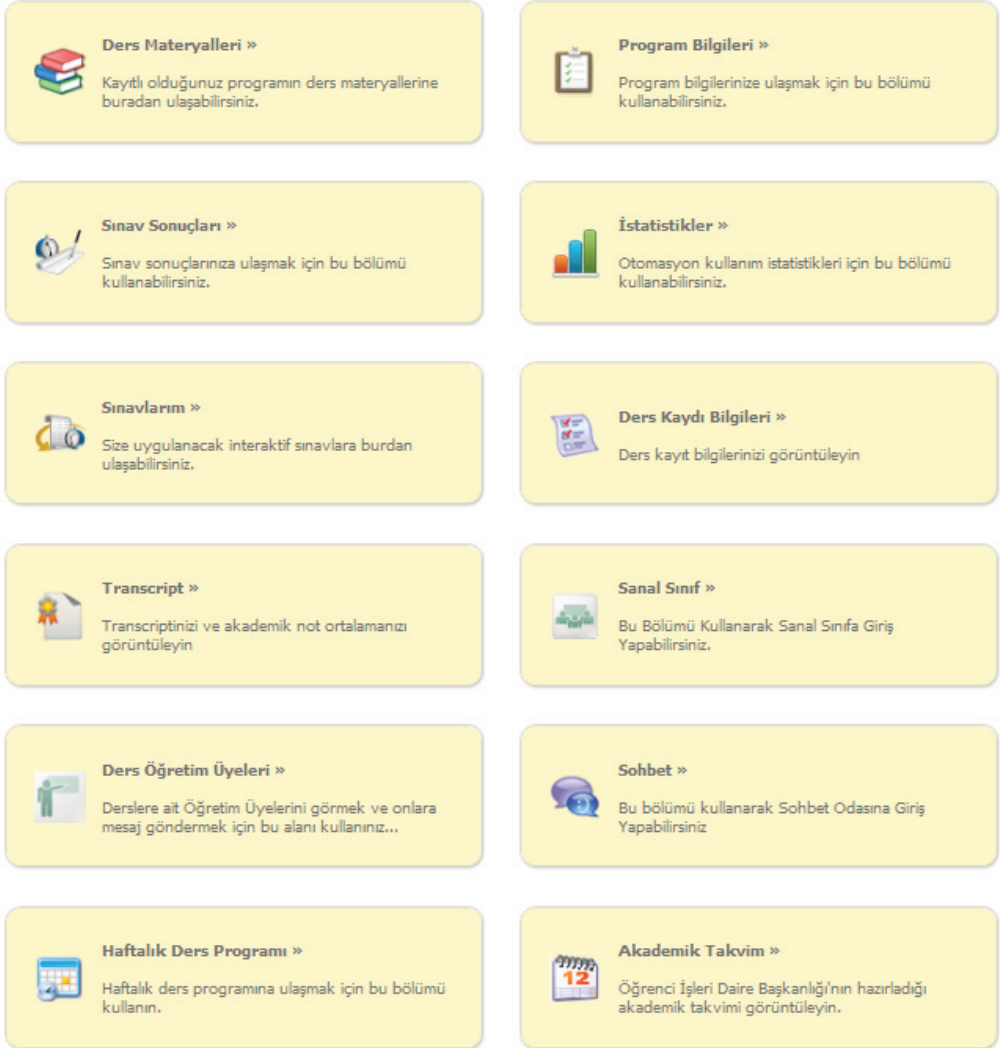 Ders Materyalleri »
Kayıtlı olduğunuz programın ders materyallerine
buradan ulaşabilirsiniz.
Program Bilgileri »
Program bilgilerinize ulaşmak için bu bölümü
kullanabilirsiniz.
Sınav Sonuçları »
Sınav sonuçlarınıza ulaşmak için bu bölümü
kullanabilirsiniz.
İstatistikler »
Otomasyon kullanım istatistikleri için bu bölümü
kullanabilirsiniz.
Sınavlarım »
Size uygulanacak interaktif sınavlara burdan
ulaşabilirsiniz.
Ders Kaydı Bilgileri »
Ders kayıt bilgilerinizi görüntüleyin
Transcript »
Transcriptinizi ve akademik not ortalamanızı
görüntüleyin
Sanal Sınıf »
Bu Bölümü Kullanarak Sanal Sınıfa Giriş
Yapabilirsiniz.
Ders Öğretim Üyeleri »
Derslere ait Öğretim Üyelerini görmek ve onlara
mesaj göndermek için bu alanı kullanınız...
Sohbet »
Bu bölümü kullanarak Sohbet Odasına Giriş
Yapabilirsiniz
Haftalık Ders Programı »
Haftalık ders programına ulaşmak için bu bölümü
kullanın.
12
Akademik Takvim »
Öğrenci İşleri Daire Başkanlığı'nın hazırladığı
akademik takvimi görüntüleyin.